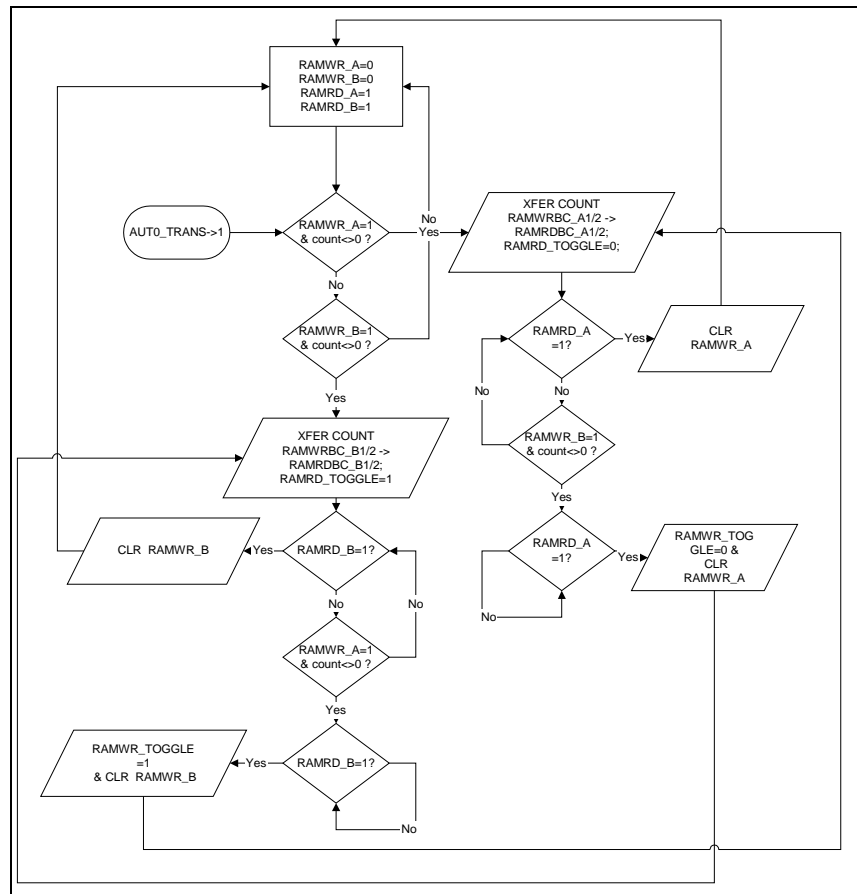 RAMWR_A=0
RAMWR_B=0
RAMRD_A=1
RAMRD_B=1
AUT0_TRANS->1
RAMWR_A=1
& count<>0 ?
No
Yes
XFER COUNT
RAMWRBC_A1/2 ->
RAMRDBC_A1/2;
RAMRD_TOGGLE=0;
No
RAMWR_B=1
& count<>0 ?
RAMRD_A
=1?
Yes
CLR
RAMWR_A
No
No
Yes
XFER COUNT
RAMWRBC_B1/2 ->
RAMRDBC_B1/2;
RAMRD_TOGGLE=1
RAMWR_B=1
& count<>0 ?
Yes
CLR RAMWR_B
Yes
RAMRD_B=1?
RAMRD_A
=1?
Yes
RAMWR_TOG
GLE=0 &
CLR
RAMWR_A
No
No
No
RAMWR_A=1
& count<>0 ?
Yes
RAMWR_TOGGLE
=1
& CLR RAMWR_B
Yes
RAMRD_B=1?
No